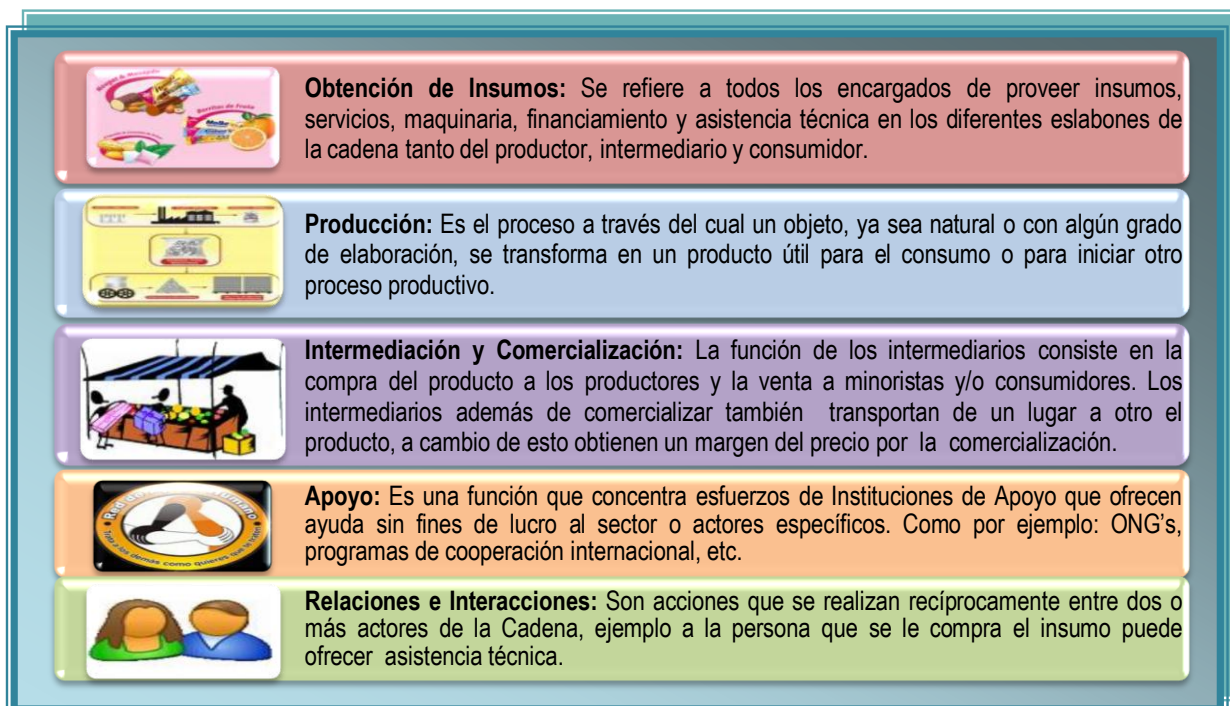 Obtención de Insumos: Se refiere a todos los encargados de proveer insumos,
servicios, maquinaria, financiamiento y asistencia técnica en los diferentes eslabones de
la cadena tanto del productor, intermediario y consumidor.
Producción: Es el proceso a través del cual un objeto, ya sea natural o con algún grado
de elaboración, se transforma en un producto útil para el consumo o para iniciar otro
proceso productivo.
Intermediación y Comercialización: La función de los intermediarios consiste en la
compra del producto a los productores y la venta a minoristas y/o consumidores. Los
intermediarios además de comercializar también transportan de un lugar a otro el
producto, a cambio de esto obtienen un margen del precio por la comercialización.
Apoyo: Es una función que concentra esfuerzos de Instituciones de Apoyo que ofrecen
ayuda sin fines de lucro al sector o actores específicos. Como por ejemplo: ONG's,
programas de cooperación internacional, etc.
Relaciones e Interacciones: Son acciones que se realizan recíprocamente entre dos o
más actores de la Cadena, ejemplo a la persona que se le compra el insumo puede
ofrecer asistencia técnica.